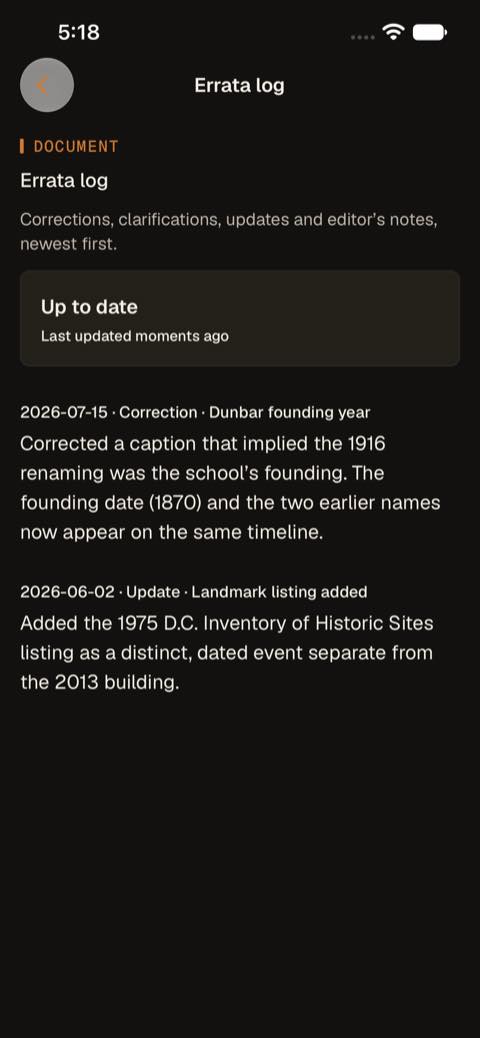 5:18
Errata log
DOCUMENT
Errata log
Corrections, clarifications, updates and editor’s notes,
newest first.
Up to date
Last updated moments ago
2026-07-15 · Correction · Dunbar founding year
Corrected a caption that implied the 1916
renaming was the school’s founding. The
founding date (1870) and the two earlier names
now appear on the same timeline.
2026-06-02 · Update · Landmark listing added
Added the 1975 D.C. Inventory of Historic Sites
listing as a distinct, dated event separate from
the 2013 building.